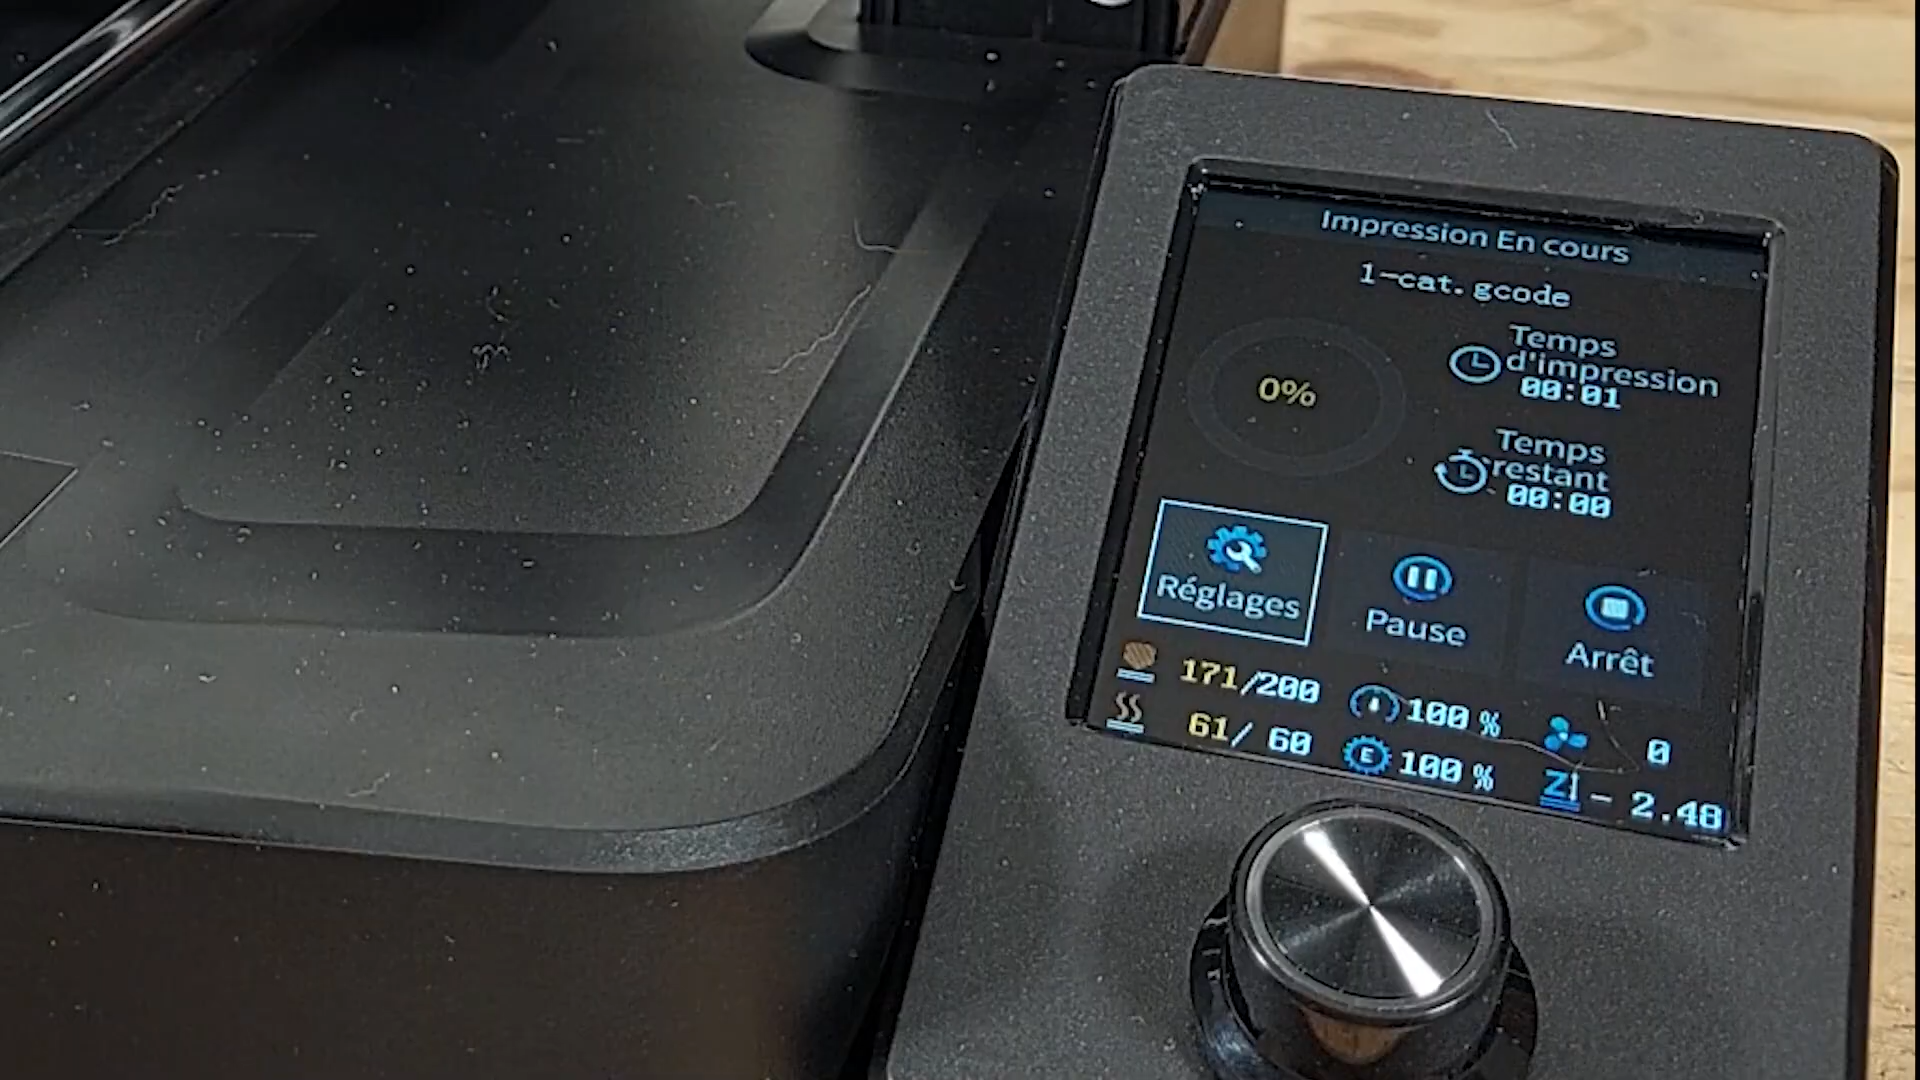 Impression En cours
1-cat.gcode
0%
Temps
d'impression
00:01
Temps
restant
00:00
Réglages
Pause
Arrêt
171/200
100 %
0
61/ 60
E
100 %
Z
- 2.48